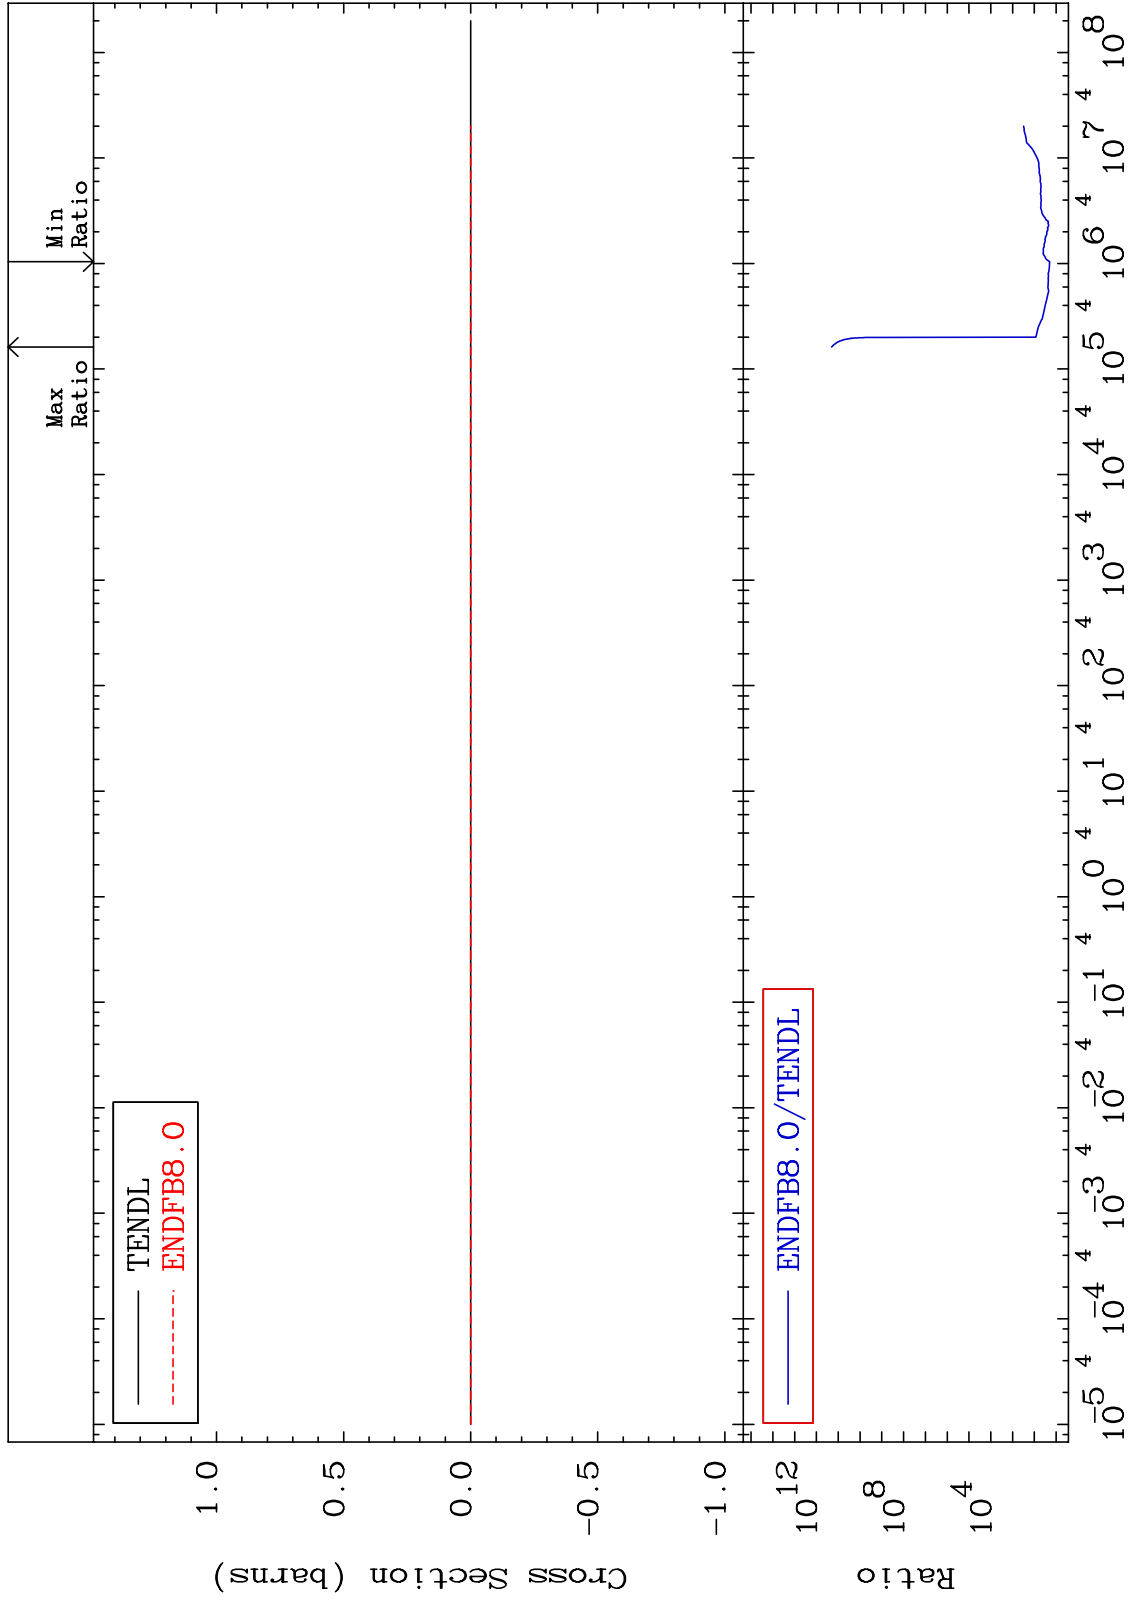 Max
Ratio
Min
Ratio
TENDL
ENDFB8.0
1.0
0.5
0.0
-0.5
-1.0
Cross Section (barns)
ENDFB8.0/TENDL
10^12
10^8
10^4
Ratio
10^-5 4 10^-4 4 10^-3 4 10^-2 4 10^-1 4 10^0 4 10^1 4 10^2 4 10^3 4 10^4 4 10^5 4 10^6 4 10^7 4 10^8